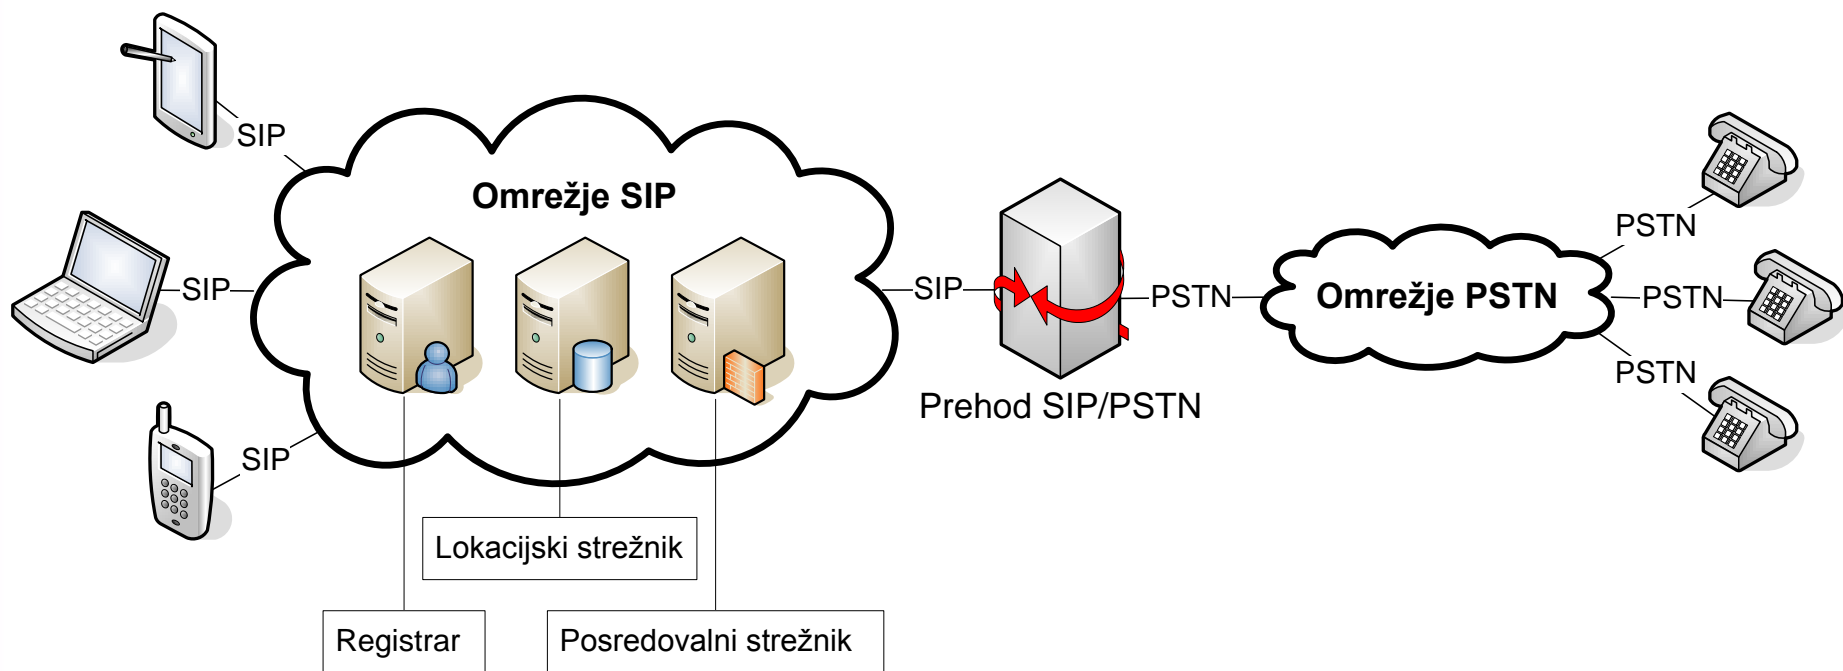 SIP
SIP
SIP
Omrežje SIP
SIP
Prehod SIP/PSTN
PSTN
Omrežje PSTN
PSTN
PSTN
PSTN
Lokacijski strežnik
Registrar
Posredovalni strežnik